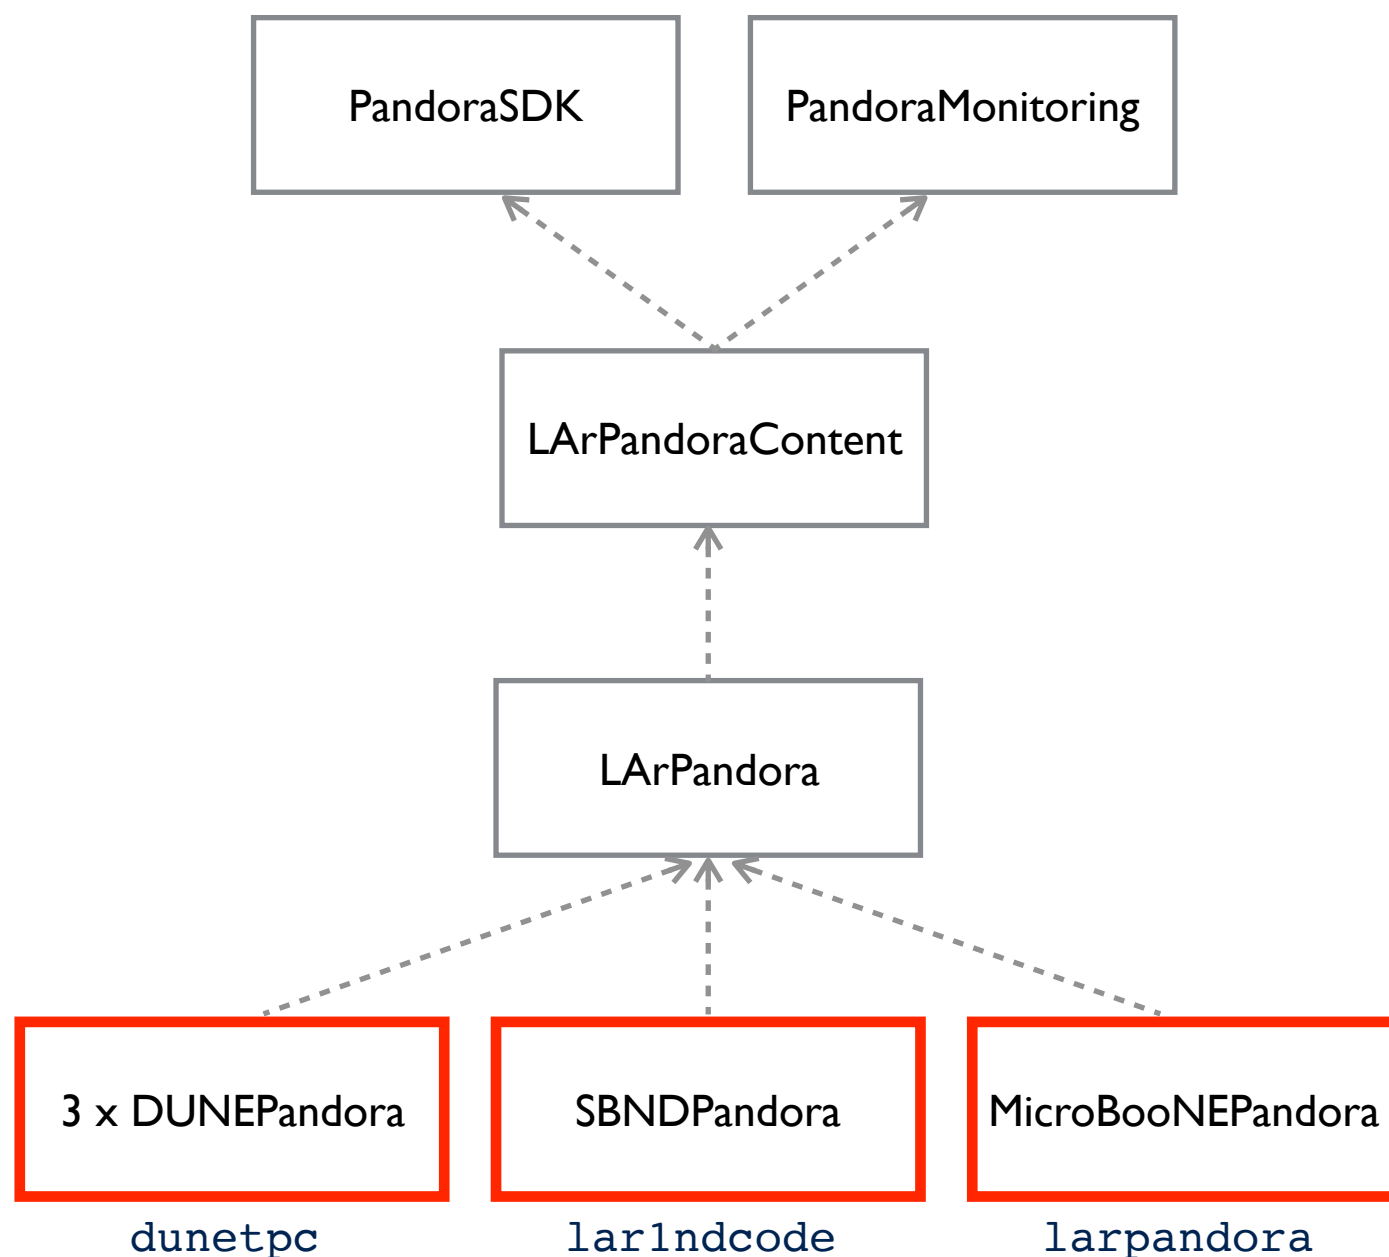 PandoraSDK
PandoraMonitoring
LArPandoraContent
LArPandora
3 x DUNEPandora
SBNDPandora
MicroBooNEPandora
dunetpc
lar1ndcode
larpandora